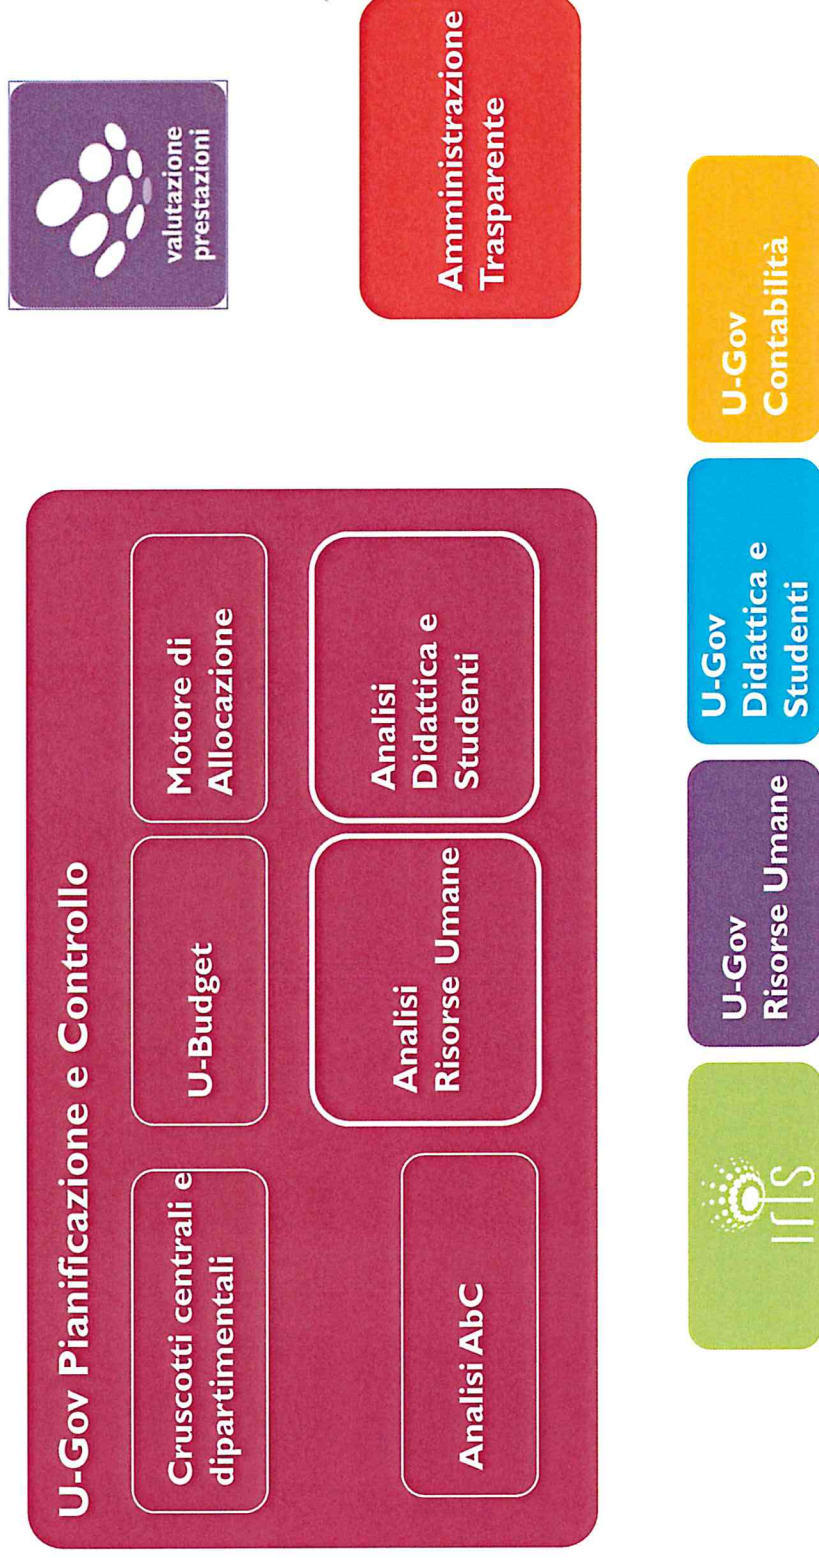 U-Gov Pianificazione e Controllo
Cruscotti centrali e
dipartimentali
U-Budget
Motore di
Allocazione
Analisi AbC
Analisi
Risorse Umane
Analisi
Didattica e
Studenti
valutazione
prestazioni
Amministrazione
Trasparente
IrIS
U-Gov
Risorse Umane
U-Gov
Didattica e
Studenti
U-Gov
Contabilità